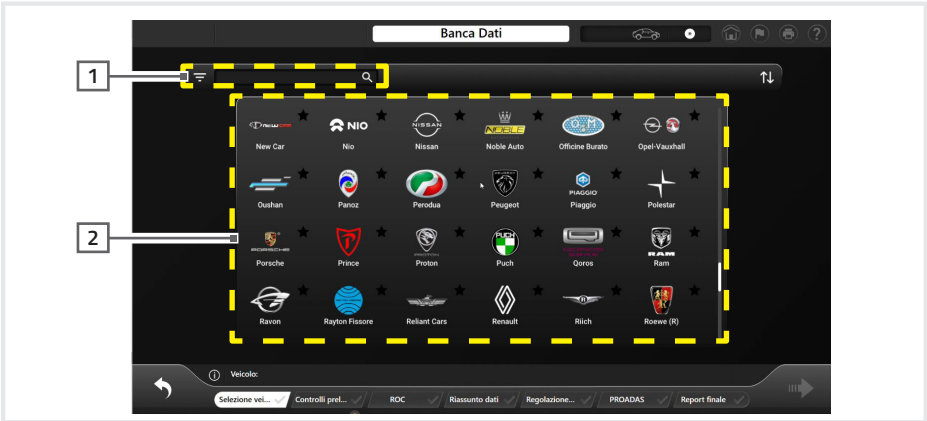 Banca Dati
1
New Car
Nio
Nissan
Noble Auto
Officine Burato
Opel-Vauxhall
NIO
NISSAN
NOBLE
Oushan
Panoz
Perodua
Peugeot
Piaggio
Polestar
PEUGEOT
PIAGGIO
2
Porsche
Prince
Proton
Puch
Qoros
Ram
PORSCHE
PROTON
PUCH
RAM
Ravon
Rayton Fissore
Reliant Cars
Renault
Riich
Roewe (R)
Veicolo:
Selezione vei... Controlli prel... ROC Riassunto dati Regolazione... PROADAS Report finale